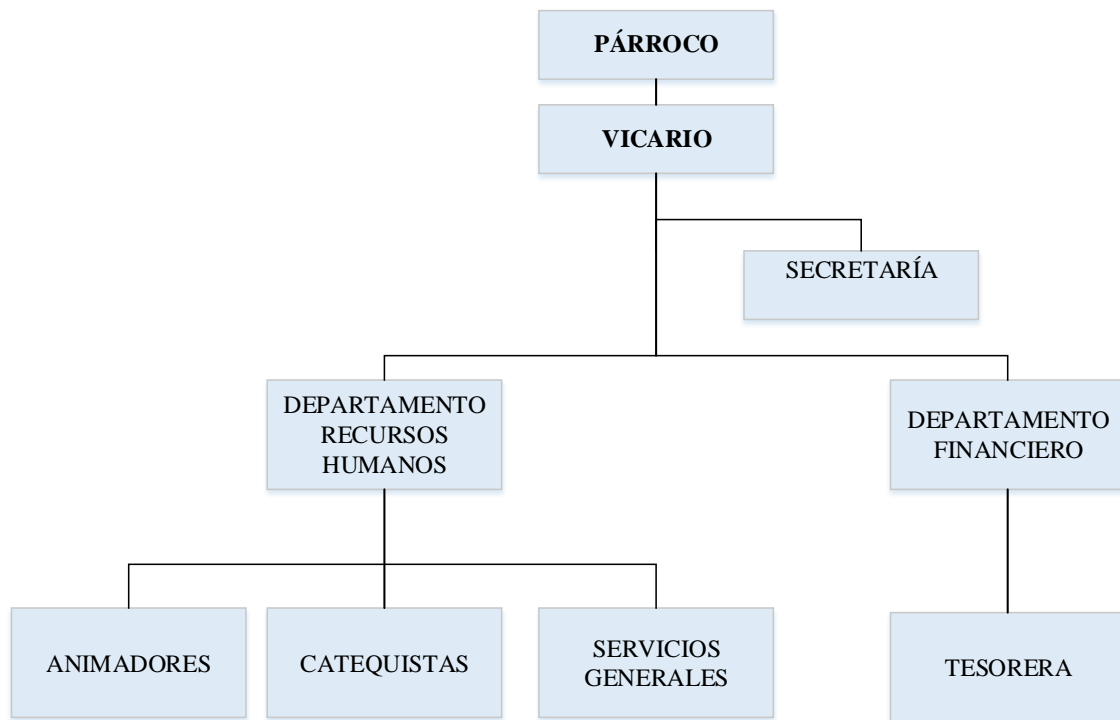 PÁRROCO
VICARIO
SECRETARÍA
DEPARTAMENTO
RECURSOS
HUMANOS
DEPARTAMENTO
FINANCIERO
ANIMADORES
CATEQUISTAS
SERVICIOS
GENERALES
TESORERA